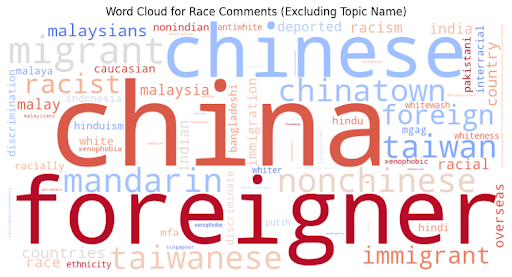 Word Cloud for Race Comments (Excluding Topic Name)
malaysians
nonindian
antiwhite
deported
racism
india
migrant
chinese
pakistani
interracial
country
discrimination
malaya
caucasian
racist
malaysia
chinatown
indonesia
malay
china
bangladeshi
immigration
hindu
foreign
mgag
whitewash
hinduism
white
xenophobia
indian
taiwan
whiteness
xenophobic
racial
racially
mandarin
whiter
nonchinese
foreigner
xenophobe
discriminate
putih
hindi
overseas
countries
race
ethnicity
mfa
taiwanese
singapour
immigrant